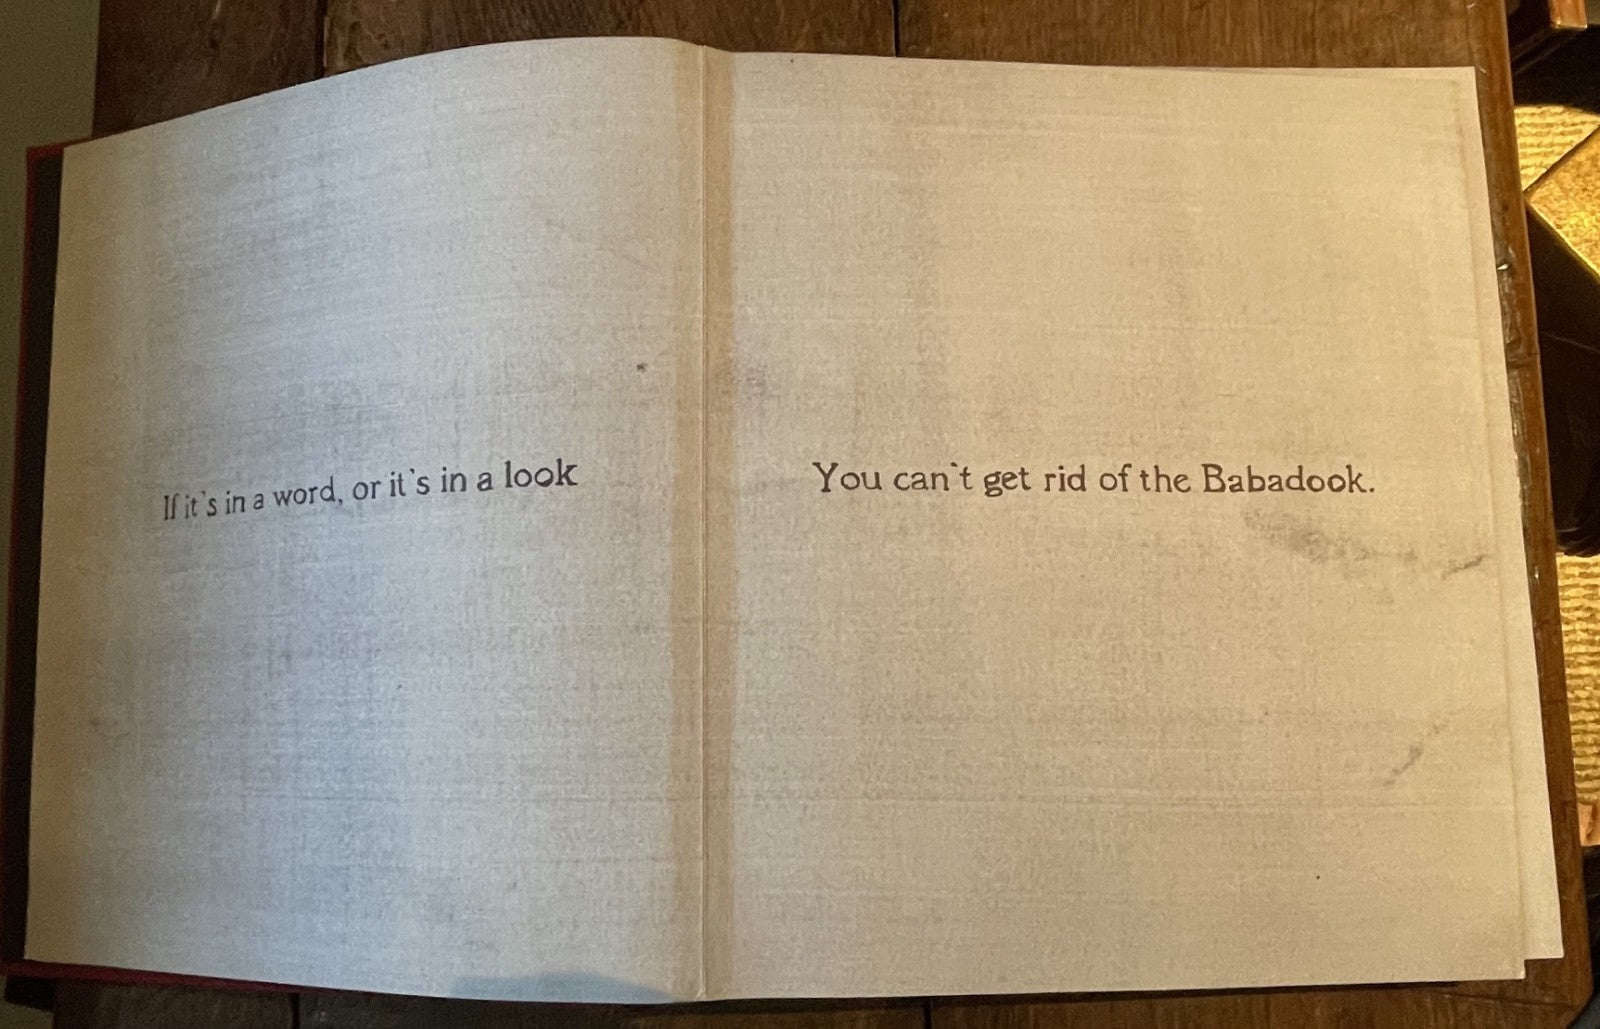 If it's in a word, or it's in a look
You can't get rid of the Babadook.